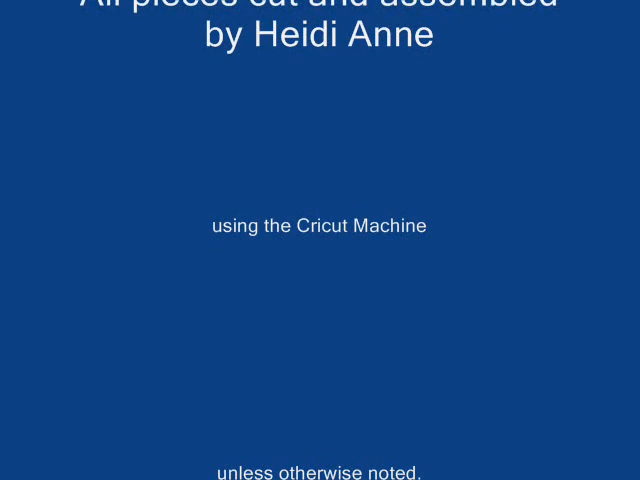 All pieces cut and assembled
by Heidi Anne
using the Cricut Machine
unless otherwise noted.